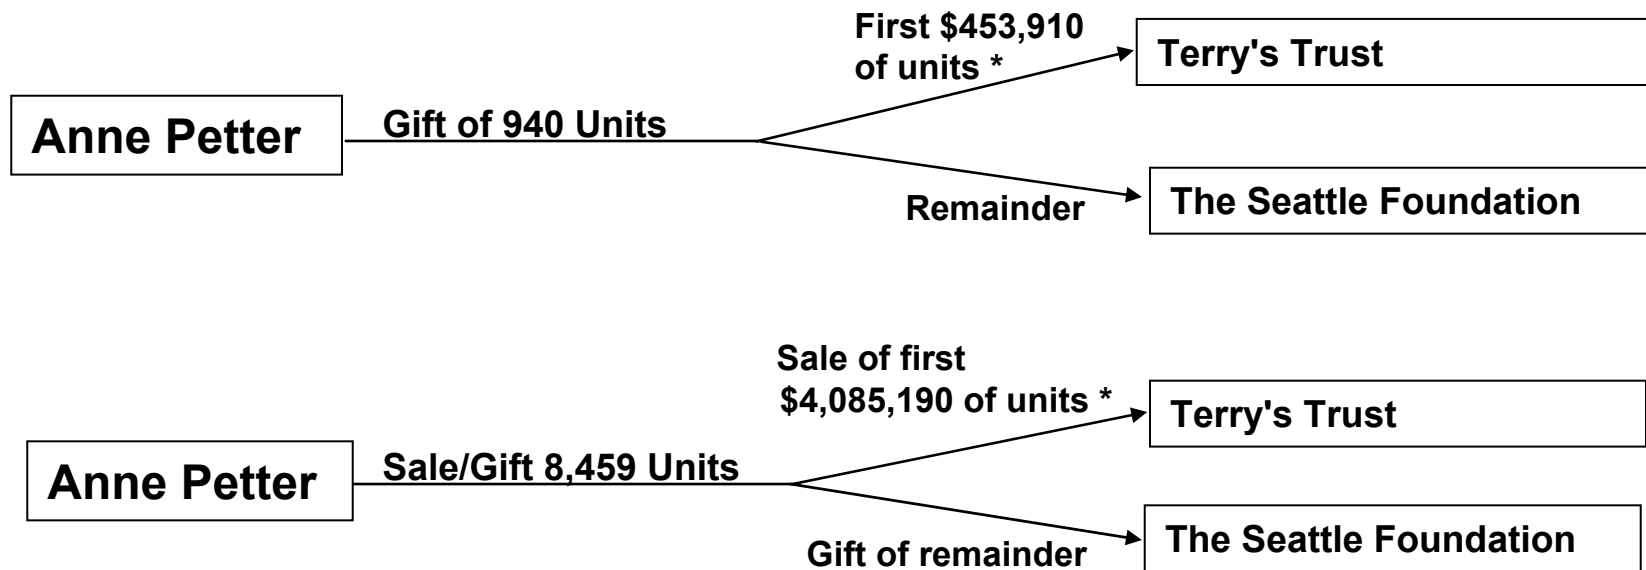 First $453,910
of units *
Terry's Trust
Anne Petter
Gift of 940 Units
Remainder
The Seattle Foundation
Sale of first
$4,085,190 of units *
Terry's Trust
Anne Petter
Sale/Gift 8,459 Units
Gift of remainder
The Seattle Foundation